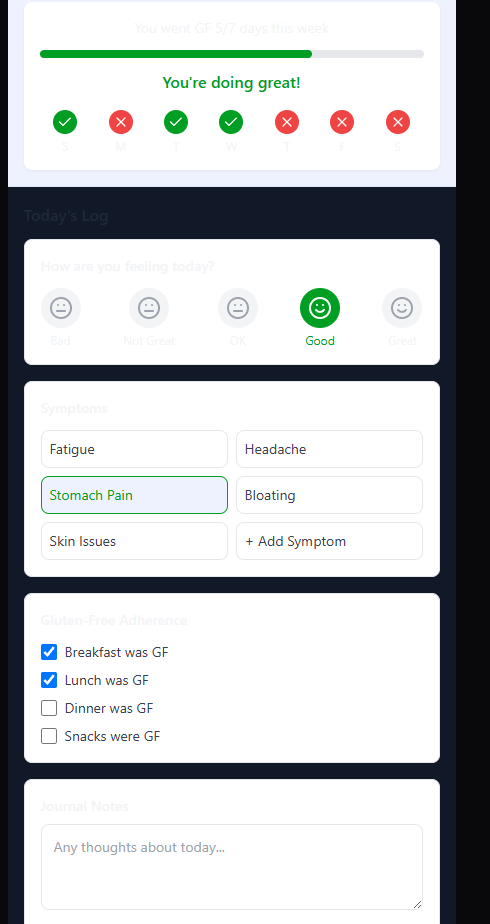 You went GF 5/7 days this week
You're doing great!
S M T W T F S
Today's Log
How are you feeling today?
Bad Not Great OK Good Great
Symptoms
Fatigue Headache
Stomach Pain Bloating
Skin Issues + Add Symptom
Gluten-Free Adherence
Breakfast was GF
Lunch was GF
Dinner was GF
Snacks were GF
Journal Notes
Any thoughts about today...